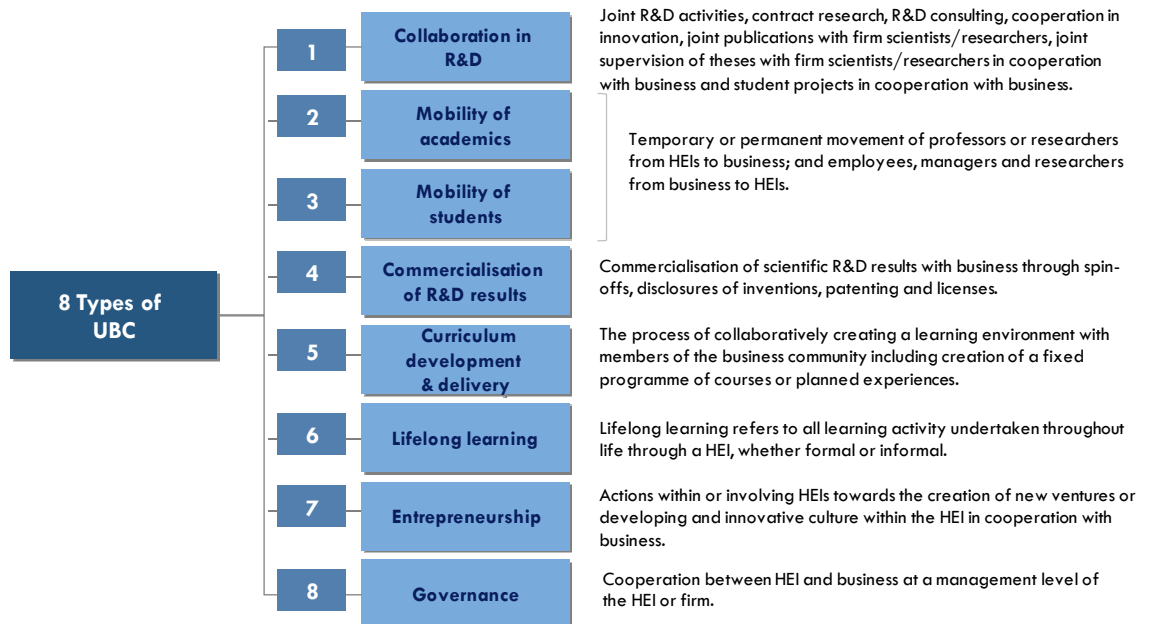 8 Types of
UBC
1
Collaboration in
R&D
Joint R&D activities, contract research, R&D consulting, cooperation in
innovation, joint publications with firm scientists/researchers, joint
supervision of theses with firm scientists/researchers in cooperation
with business and student projects in cooperation with business.
2
Mobility of
academics
3
Mobility of
students
Temporary or permanent movement of professors or researchers
from HEIs to business; and employees, managers and researchers
from business to HEIs.
4
Commercialisation
of R&D results
Commercialisation of scientific R&D results with business through spin-
offs, disclosures of inventions, patenting and licenses.
5
Curriculum
development
& delivery
The process of collaboratively creating a learning environment with
members of the business community including creation of a fixed
programme of courses or planned experiences.
6
Lifelong learning
Lifelong learning refers to all learning activity undertaken throughout
life through a HEI, whether formal or informal.
7
Entrepreneurship
Actions within or involving HEIs towards the creation of new ventures or
developing and innovative culture within the HEI in cooperation with
business.
8
Governance
Cooperation between HEI and business at a management level of
the HEI or firm.